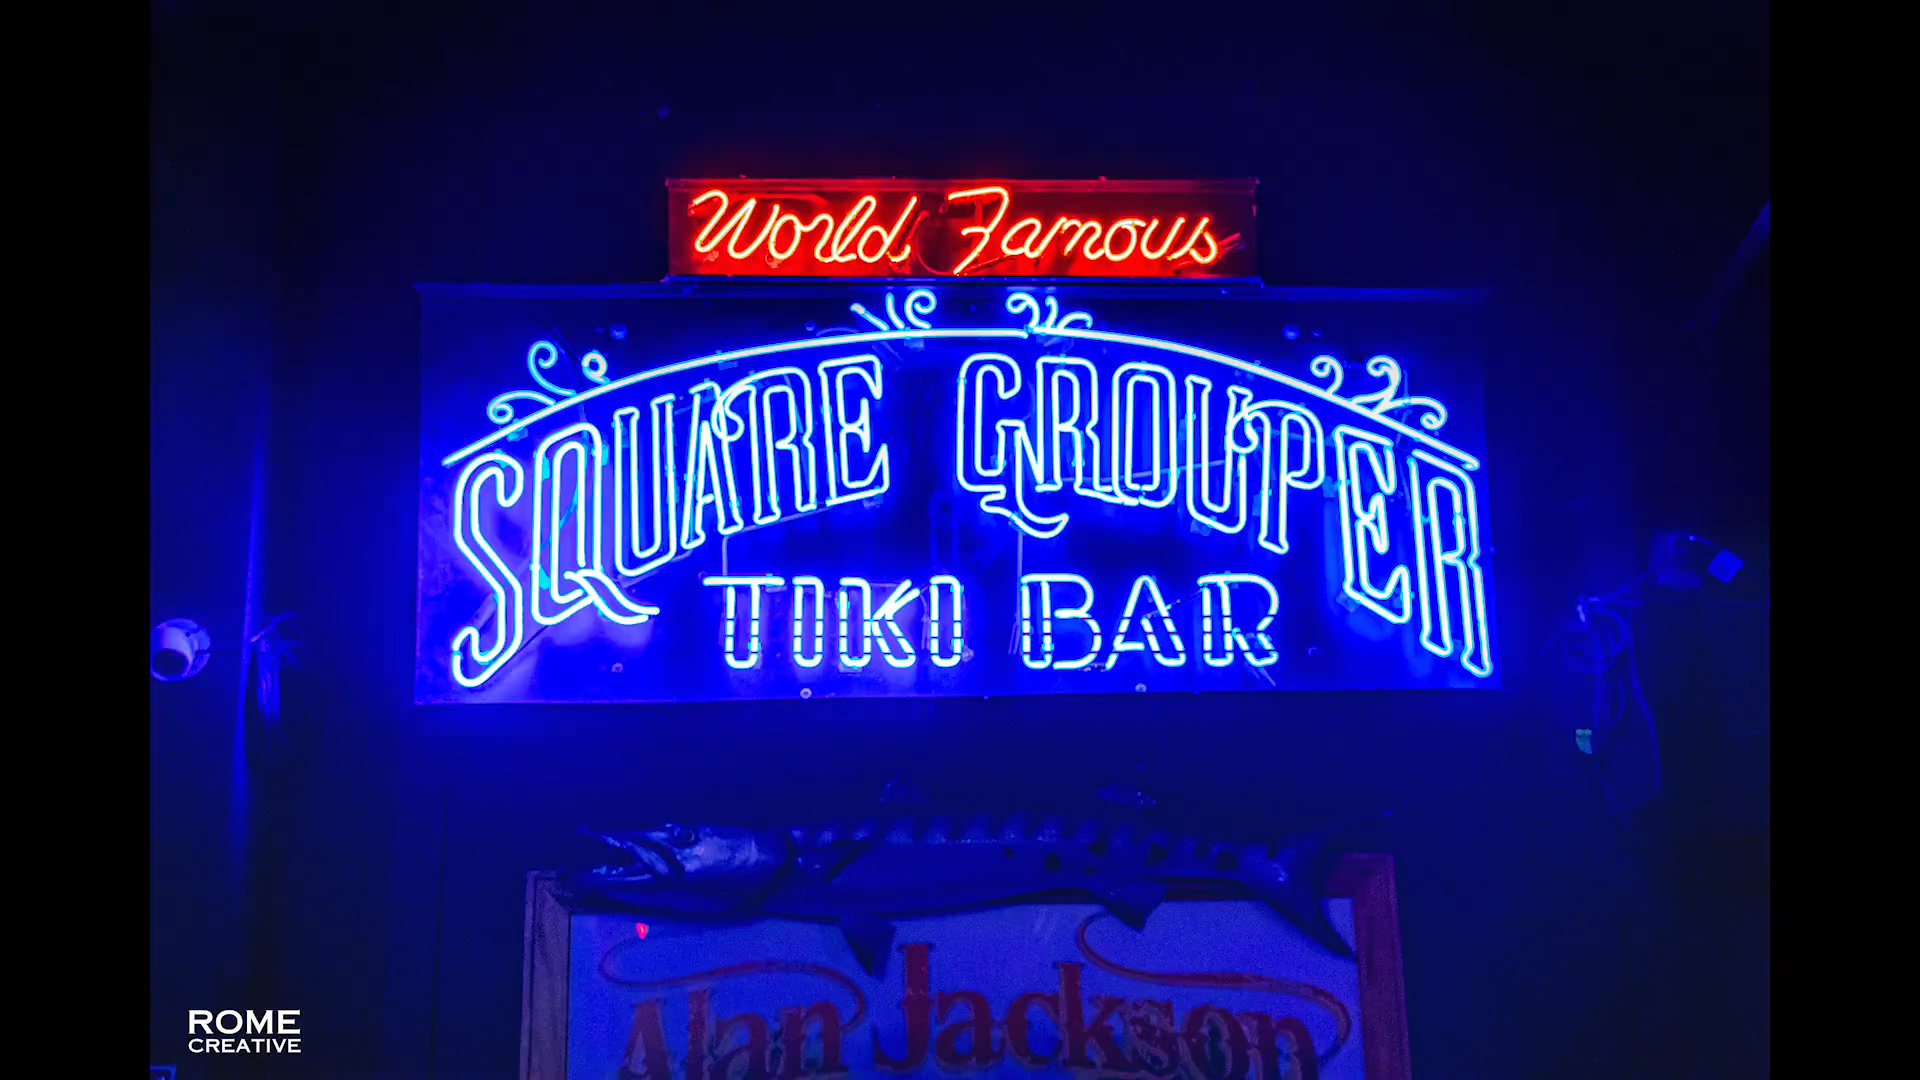 World Famous
SQUARE GROUPER
TIKI BAR
Alan Jackson
ROME
CREATIVE